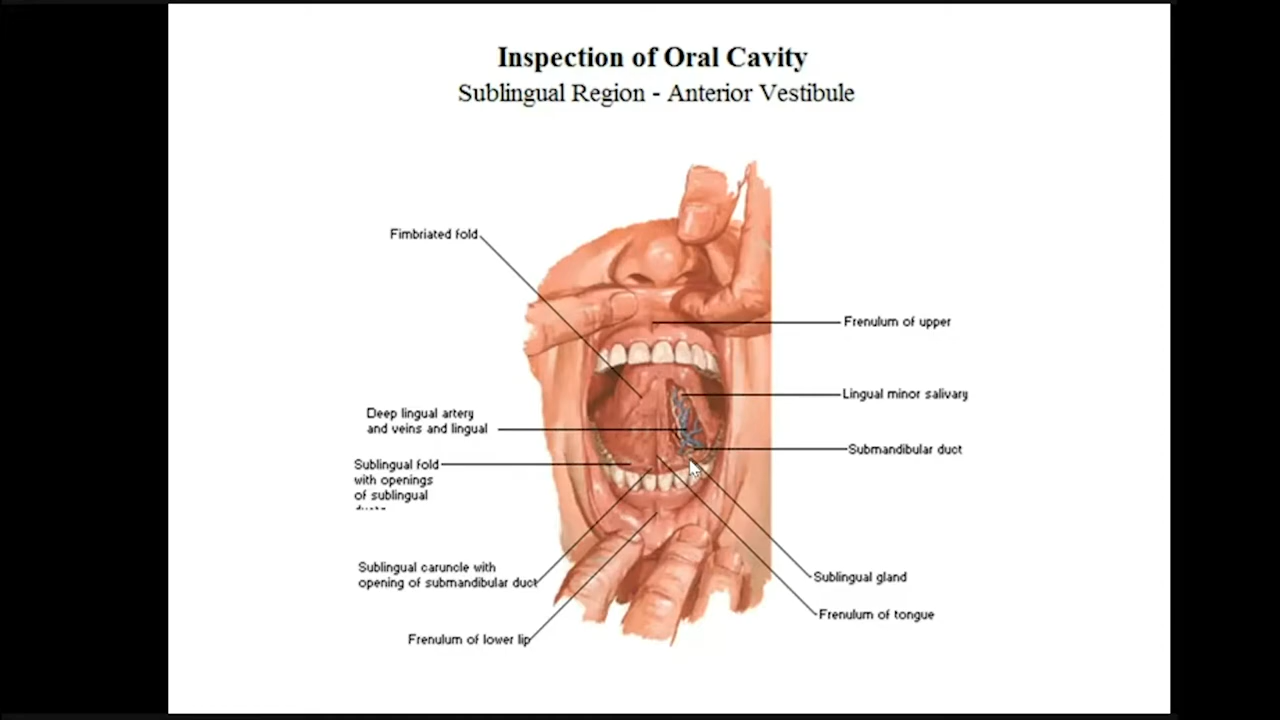 Inspection of Oral Cavity
Sublingual Region - Anterior Vestibule
Fimbriated fold
Frenulum of upper
Lingual minor salivary
Deep lingual artery
and veins and lingual
Submandibular duct
Sublingual fold
with openings
of sublingual
Sublingual caruncle with
opening of submandibular duct
Sublingual gland
Frenulum of tongue
Frenulum of lower lip